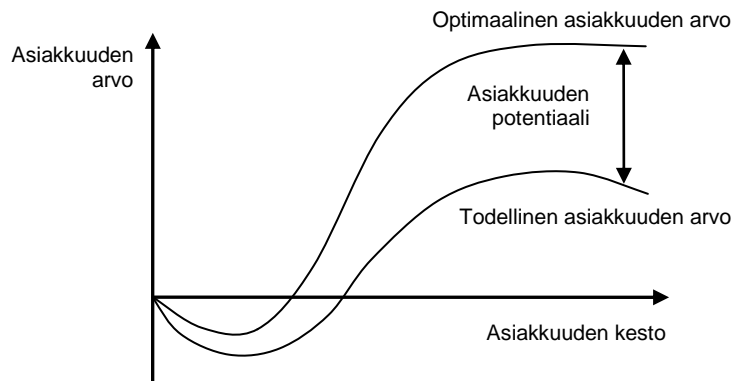 Optimaalinen asiakkuuden arvo
Asiakkuuden
arvo
Asiakkuuden
potentiaali
Todellinen asiakkuuden arvo
Asiakkuuden kesto